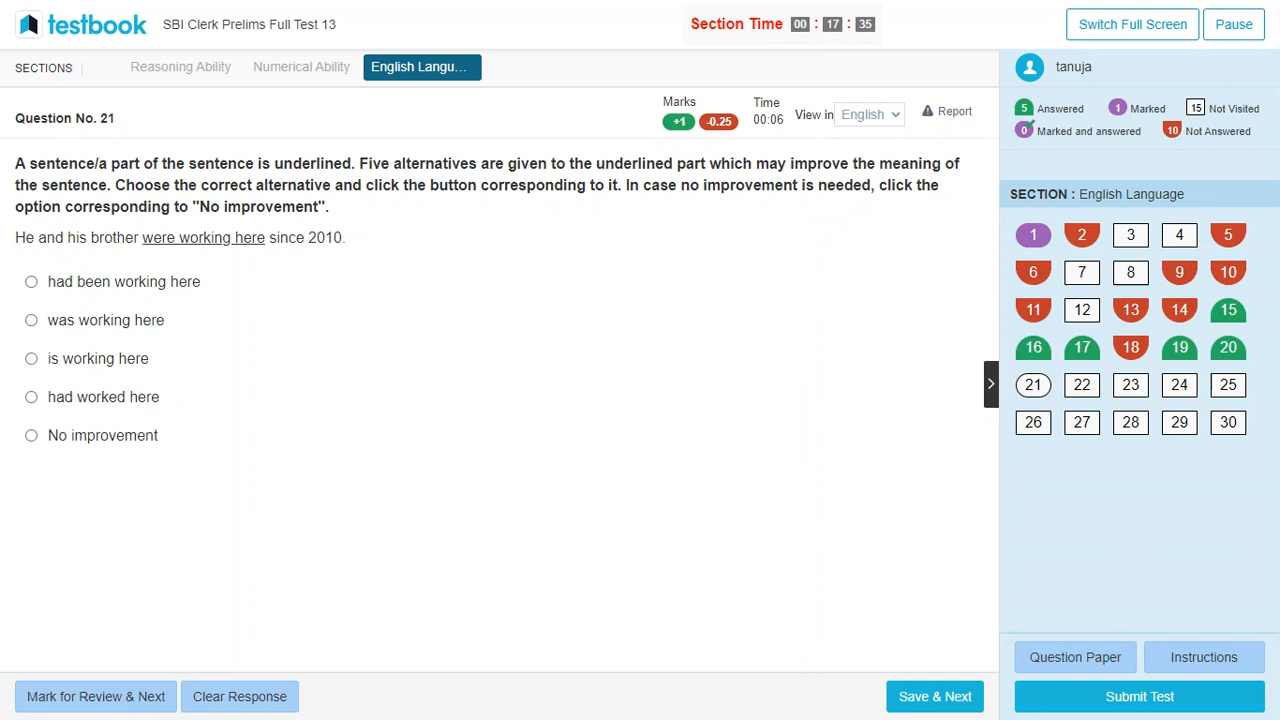 testbook SBI Clerk Prelims Full Test 13 Section Time 00 : 17 : 35 Switch Full Screen Pause
SECTIONS Reasoning Ability Numerical Ability English Langu... tanuja
Question No. 21 Marks +1 -0.25 Time 00:06 View in English Report
5 Answered 1 Marked 15 Not Visited
0 Marked and answered 10 Not Answered
A sentence/a part of the sentence is underlined. Five alternatives are given to the underlined part which may improve the meaning of
the sentence. Choose the correct alternative and click the button corresponding to it. In case no improvement is needed, click the
option corresponding to "No improvement".
He and his brother were working here since 2010.
had been working here
was working here
is working here
had worked here
No improvement
SECTION : English Language
1 2 3 4 5
6 7 8 9 10
11 12 13 14 15
16 17 18 19 20
21 22 23 24 25
26 27 28 29 30
Question Paper Instructions
Mark for Review & Next Clear Response Save & Next Submit Test